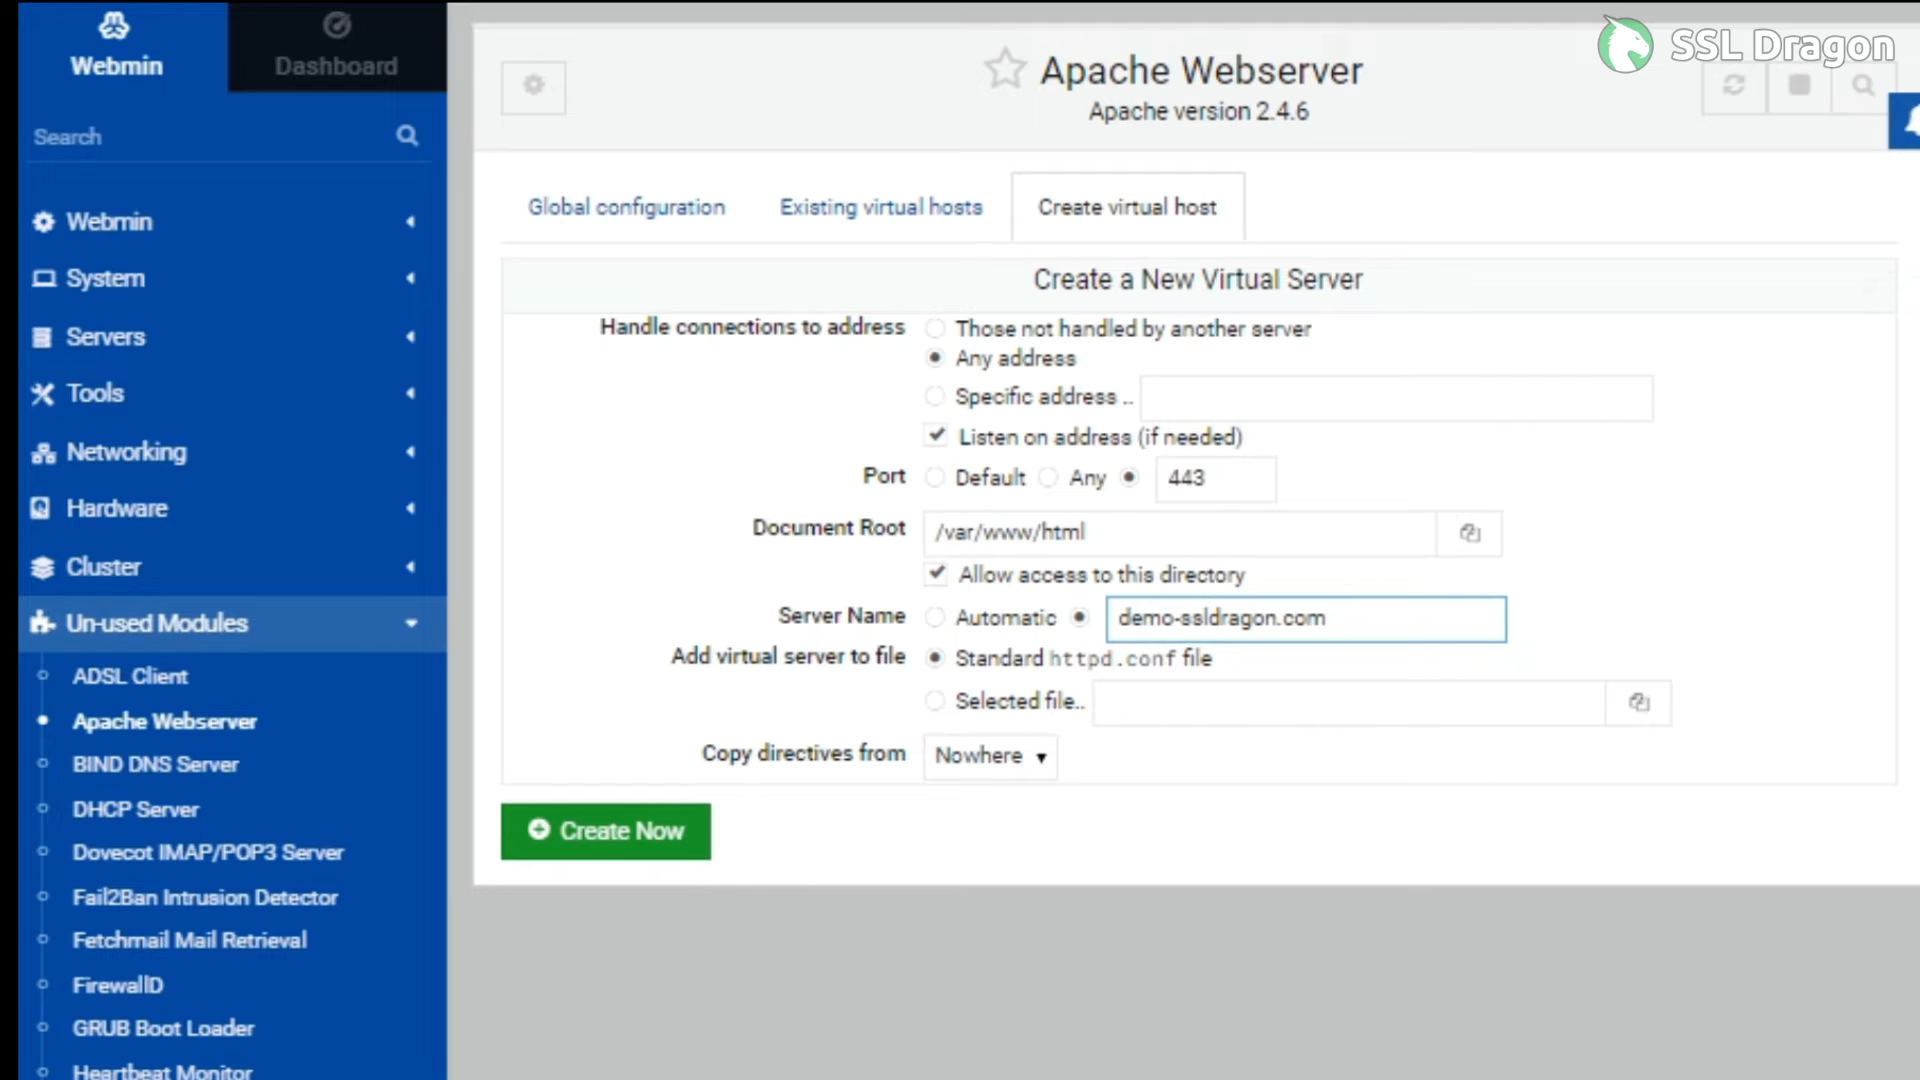 Webmin
Dashboard
Search
Webmin
System
Servers
Tools
Networking
Hardware
Cluster
Un-used Modules
ADSL Client
Apache Webserver
BIND DNS Server
DHCP Server
Dovecot IMAP/POP3 Server
Fail2Ban Intrusion Detector
Fetchmail Mail Retrieval
FirewallD
GRUB Boot Loader
Heartbeat Monitor
SSL Dragon
Apache Webserver
Apache version 2.4.6
Global configuration Existing virtual hosts Create virtual host
Create a New Virtual Server
Handle connections to address Those not handled by another server
Any address
Specific address ..
Listen on address (if needed)
Port Default Any 443
Document Root /var/www/html
Allow access to this directory
Server Name Automatic demo-ssldragon.com
Add virtual server to file Standard httpd.conf file
Selected file..
Copy directives from Nowhere
Create Now